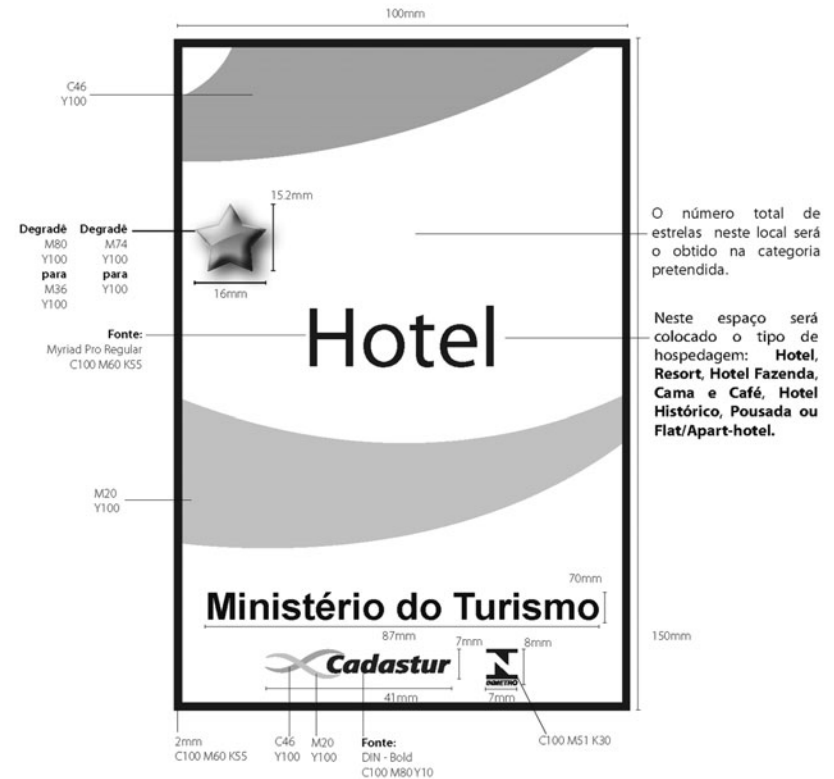 100mm
C46
Y100
15.2mm
Degradê Degradê
M80 M74
Y100 Y100
para para
M36 Y100
Y100
16mm
O número total de
estrelas neste local será
o obtido na categoria
pretendida.
Hotel
Fonte:
Myriad Pro Regular
C100 M60 K55
Neste espaço será
colocado o tipo de
hospedagem: Hotel,
Resort, Hotel Fazenda,
Cama e Café, Hotel
Histórico, Pousada ou
Flat/Apart-hotel.
M20
Y100
70mm
Ministério do Turismo
87mm
150mm
7mm
8mm
Cadastur
INMETRO
41mm
7mm
2mm
C100 M60 K55
C46
Y100
M20
Y100
Fonte:
DIN - Bold
C100 M80 Y10
C100 M51 K30